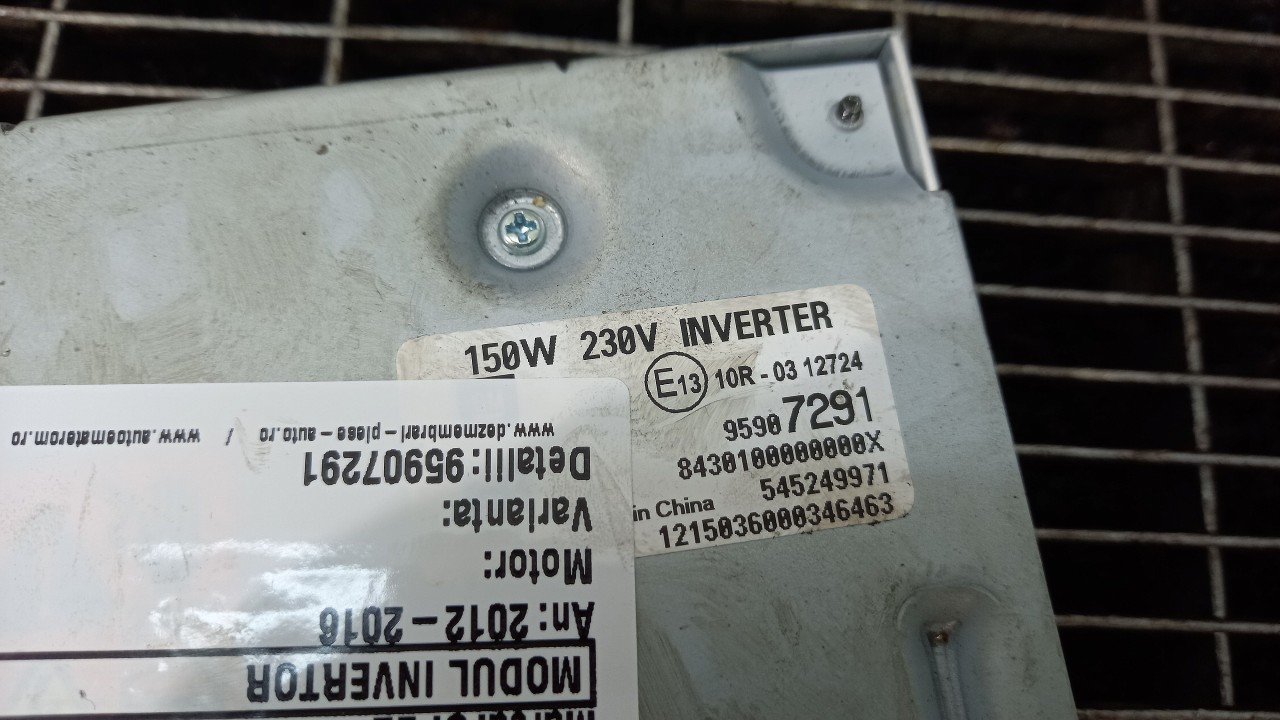 150W 230V INVERTER
E13 10R - 03 12724
95907291
8430100000000X
545249971
in China
1215036000346463
MODUL INVERTOR
An: 2012-2016
Motor:
Varianta:
Detalii: 95907291
www.dezmembrari-piese-auto.ro / www.autoematerom.ro